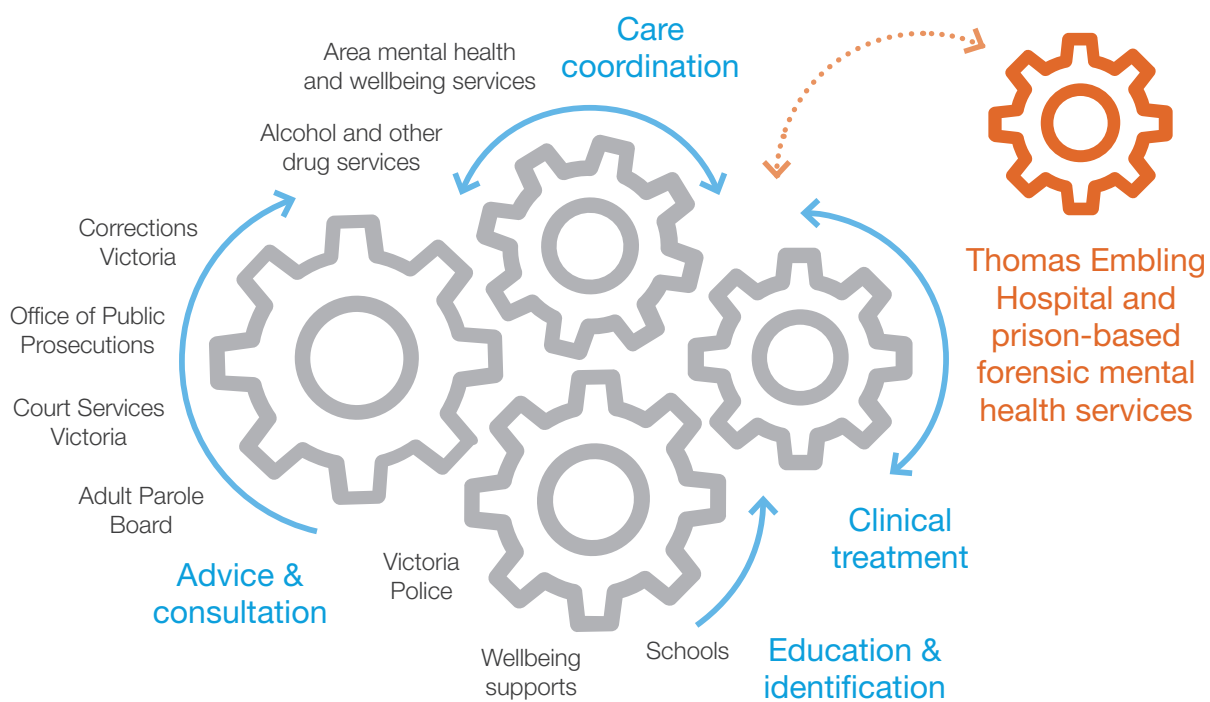 Care
coordination
Area mental health
and wellbeing services
Alcohol and other
drug services
Corrections
Victoria
Office of Public
Prosecutions
Court Services
Victoria
Adult Parole
Board
Advice &
consultation
Victoria
Police
Wellbeing
supports
Schools
Education &
identification
Clinical
treatment
Thomas Embling
Hospital and
prison-based
forensic mental
health services